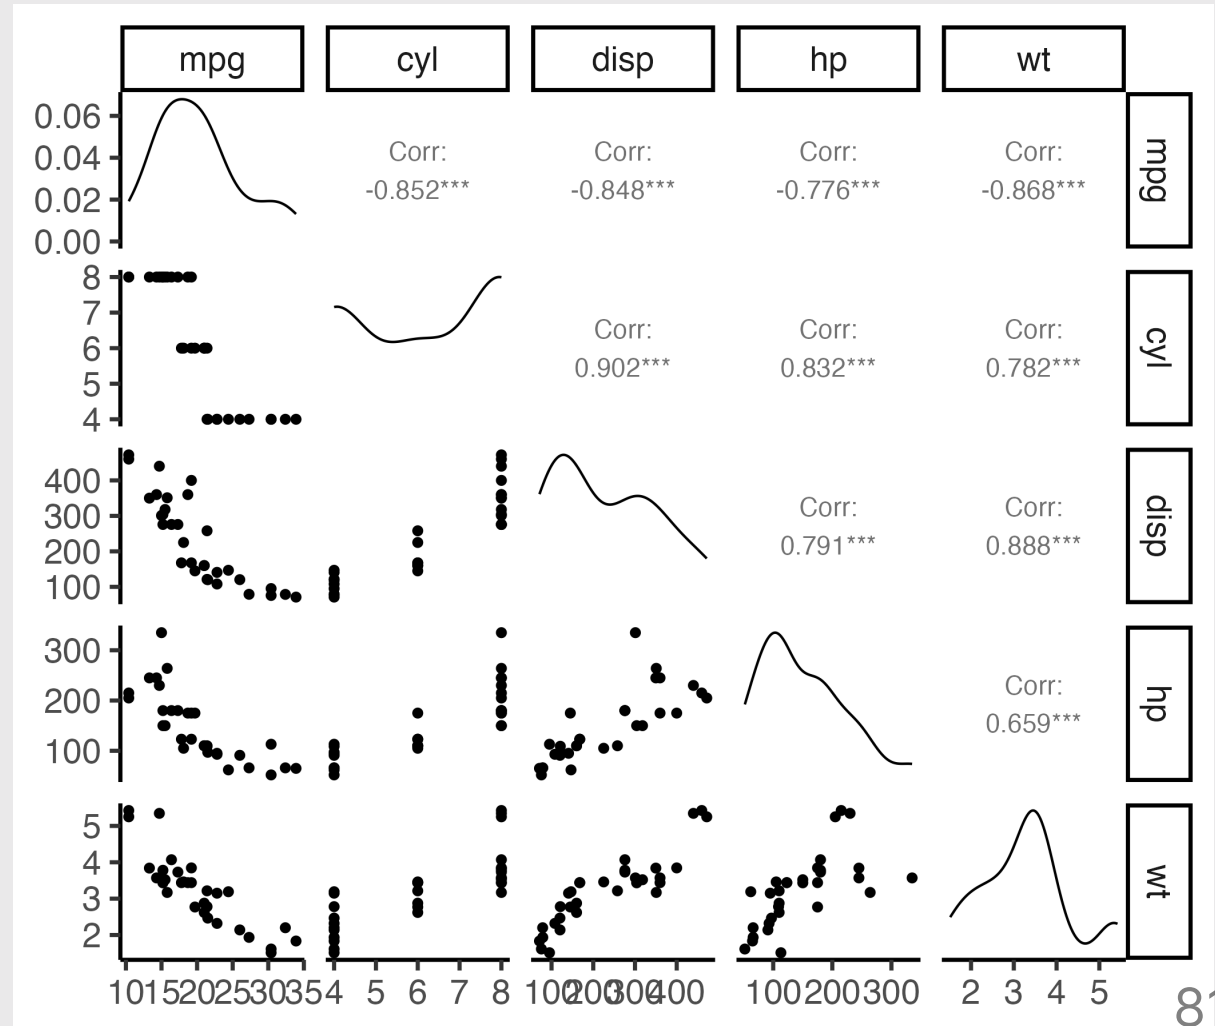 mpg cyl disp hp wt
0.06
0.04
0.02
0.00
Corr:
-0.852***
Corr:
-0.848***
Corr:
-0.776***
Corr:
-0.868***
mpg
8
7
6
5
4
Corr:
0.902***
Corr:
0.832***
Corr:
0.782***
cyl
400
300
200
100
Corr:
0.791***
Corr:
0.888***
disp
300
200
100
Corr:
0.659***
hp
5
4
3
2
wt
10 15 20 25 30 35 4 5 6 7 8 100 200 300 400 100 200 300 2 3 4 5